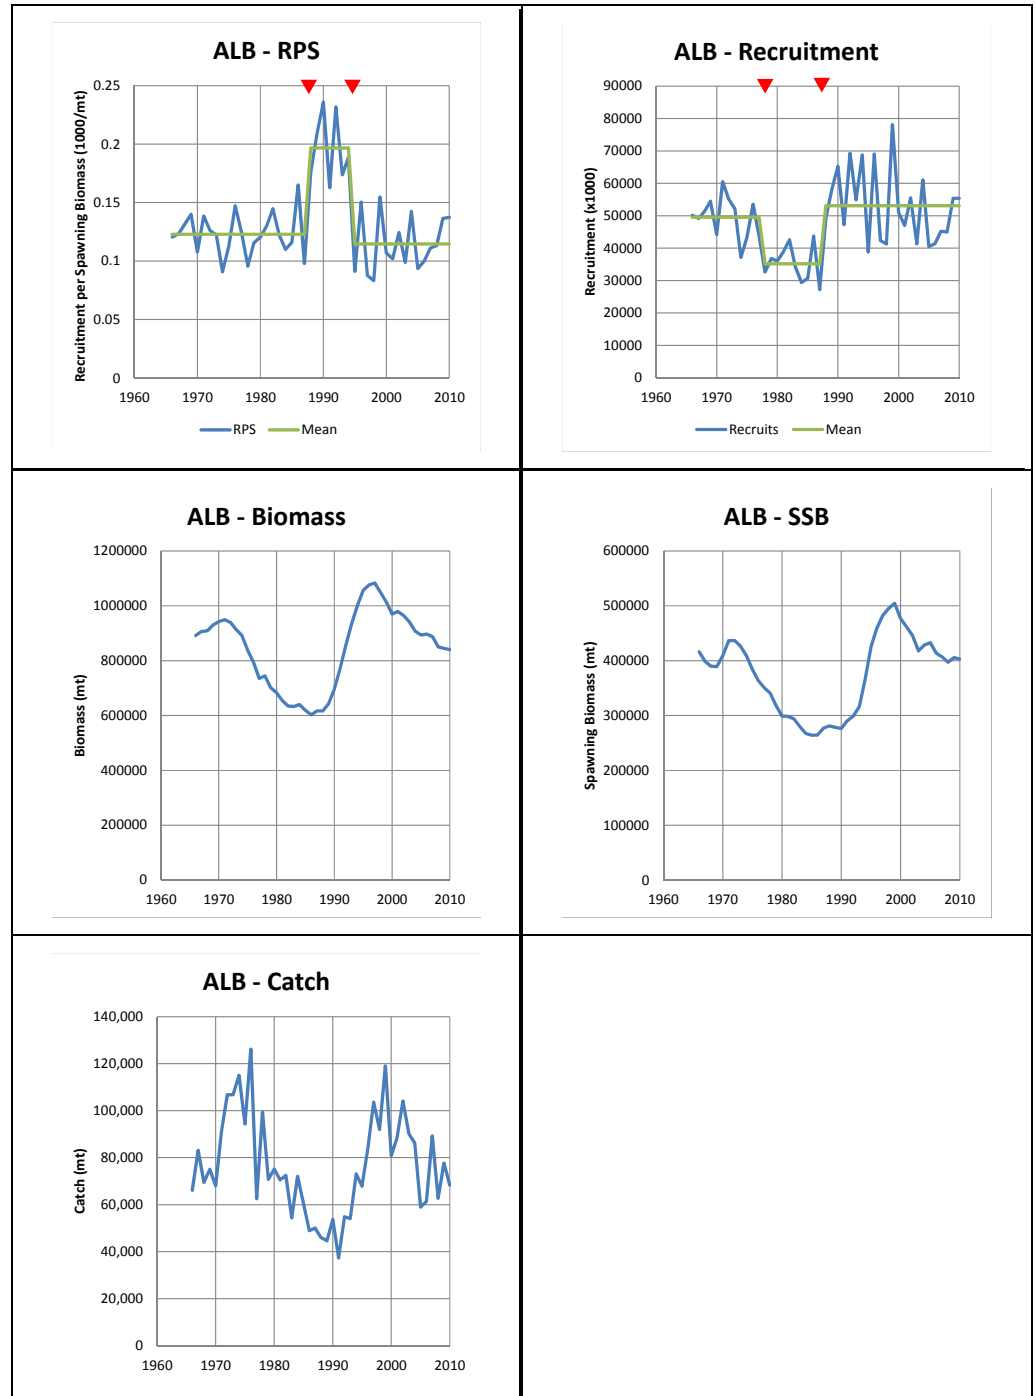 ALB - RPS
Recruitment per Spawning Biomass (1000/mt)
0.25
0.2
0.15
0.1
0.05
0
1960 1970 1980 1990 2000 2010
RPS Mean
ALB - Recruitment
Recruitment (x1000)
90000
80000
70000
60000
50000
40000
30000
20000
10000
0
1960 1970 1980 1990 2000 2010
Recruits Mean
ALB - Biomass
Biomass (mt)
1200000
1000000
800000
600000
400000
200000
0
1960 1970 1980 1990 2000 2010
ALB - SSB
Spawning Biomass (mt)
600000
500000
400000
300000
200000
100000
0
1960 1970 1980 1990 2000 2010
ALB - Catch
Catch (mt)
140,000
120,000
100,000
80,000
60,000
40,000
20,000
0
1960 1970 1980 1990 2000 2010